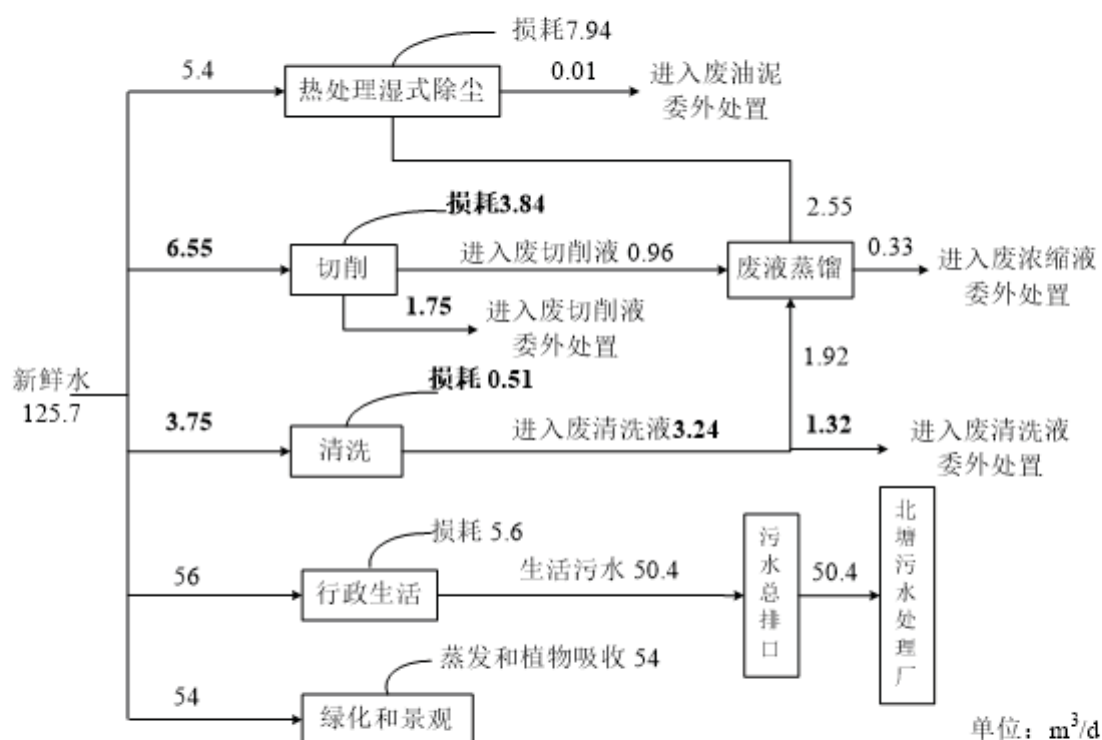 损耗7.94
5.4
热处理湿式除尘
0.01
进入废油泥
委外处置
损耗3.84
2.55
6.55
切削
进入废切削液 0.96
废液蒸馏
0.33
进入废浓缩液
委外处置
1.75
进入废切削液
委外处置
1.92
新鲜水
125.7
损耗 0.51
3.75
清洗
进入废清洗液3.24
1.32
进入废清洗液
委外处置
损耗 5.6
56
行政生活
生活污水 50.4
污水总排口
50.4
北塘污水处理厂
蒸发和植物吸收 54
54
绿化和景观
单位：m³/d